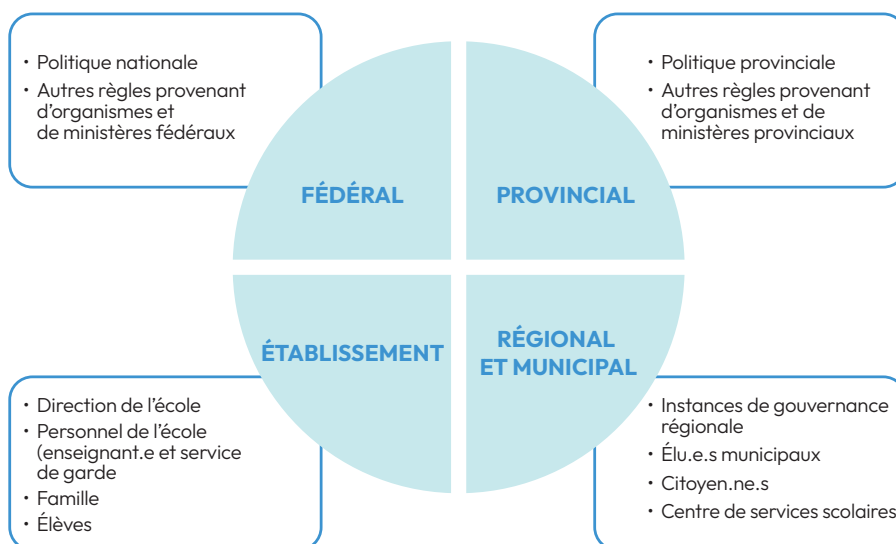 · Politique nationale
· Autres règles provenant
d'organismes et
de ministères fédéraux
· Politique provinciale
· Autres règles provenant
d'organismes et de
ministères provinciaux
FÉDÉRAL
PROVINCIAL
ÉTABLISSEMENT
RÉGIONAL
ET MUNICIPAL
· Direction de l'école
· Personnel de l'école
(enseignant.e et service
de garde
· Famille
· Élèves
· Instances de gouvernance
régionale
· Élu.e.s municipaux
· Citoyen.ne.s
· Centre de services scolaires